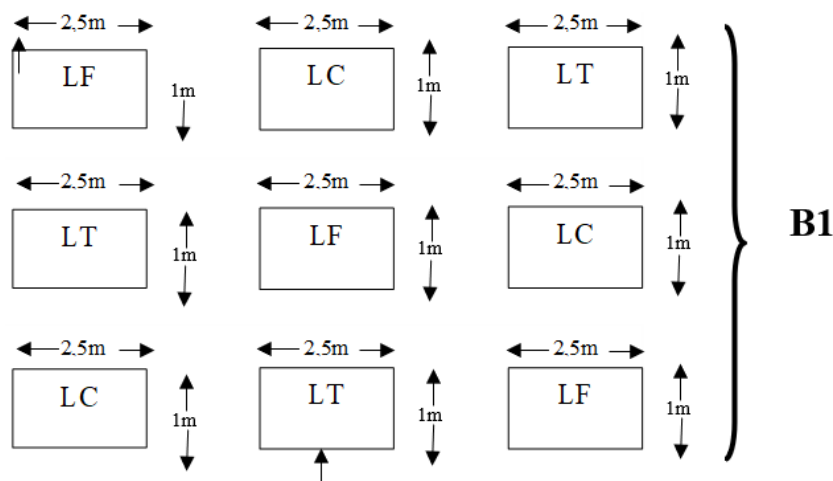 2,5m 2,5m 2,5m
LF 1m LC 1m LT 1m
2,5m 2,5m 2,5m
LT 1m LF 1m LC 1m
B1
2,5m 2,5m 2,5m
LC 1m LT 1m LF 1m